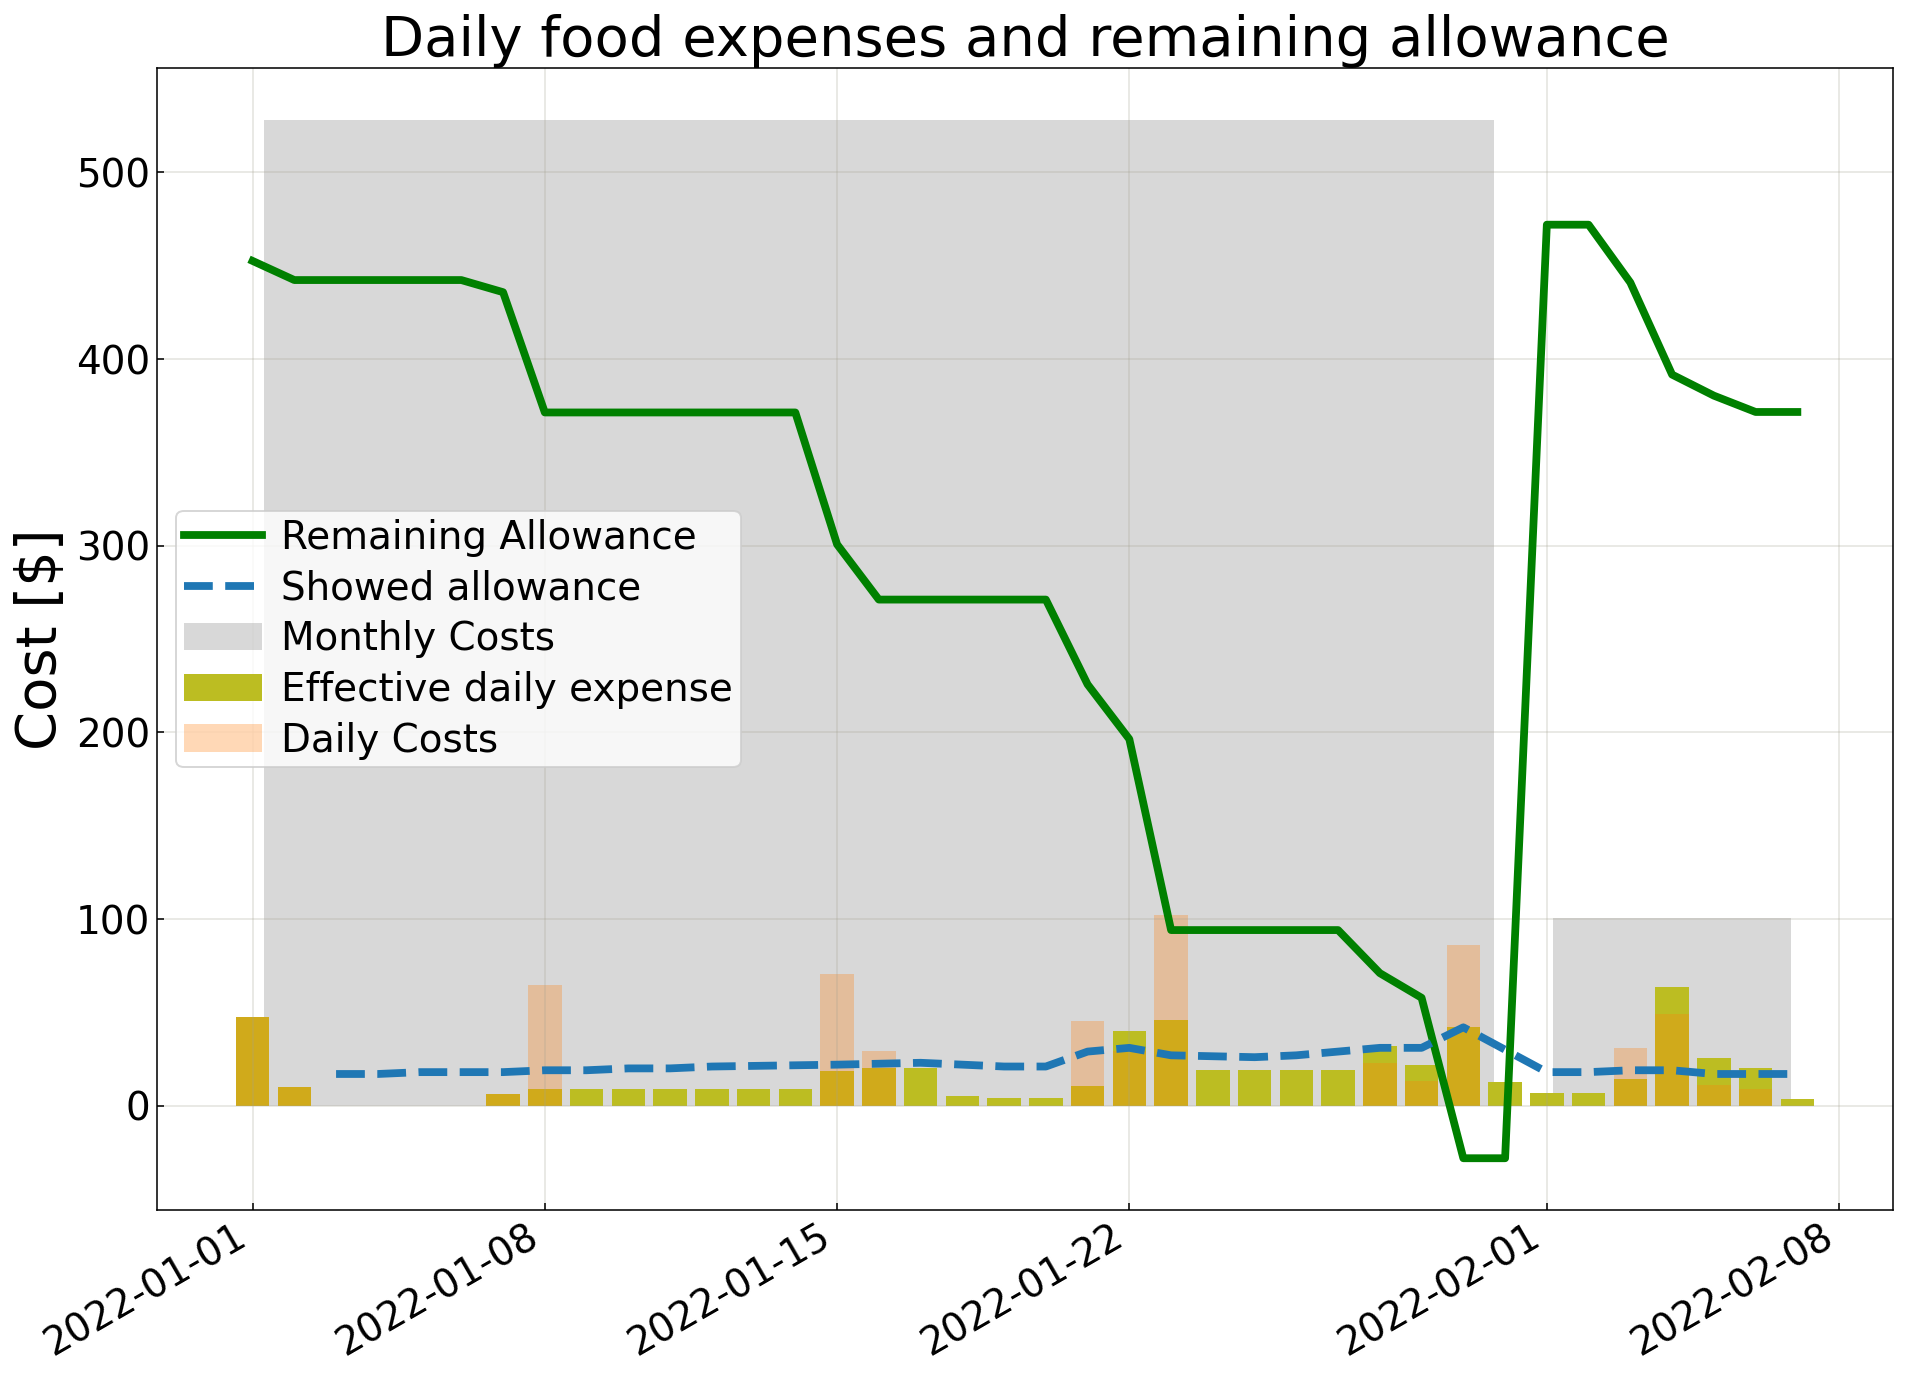 Daily food expenses and remaining allowance
Cost [$]
500
400
300
200
100
0
Remaining Allowance
Showed allowance
Monthly Costs
Effective daily expense
Daily Costs
2022-01-01
2022-01-08
2022-01-15
2022-01-22
2022-02-01
2022-02-08